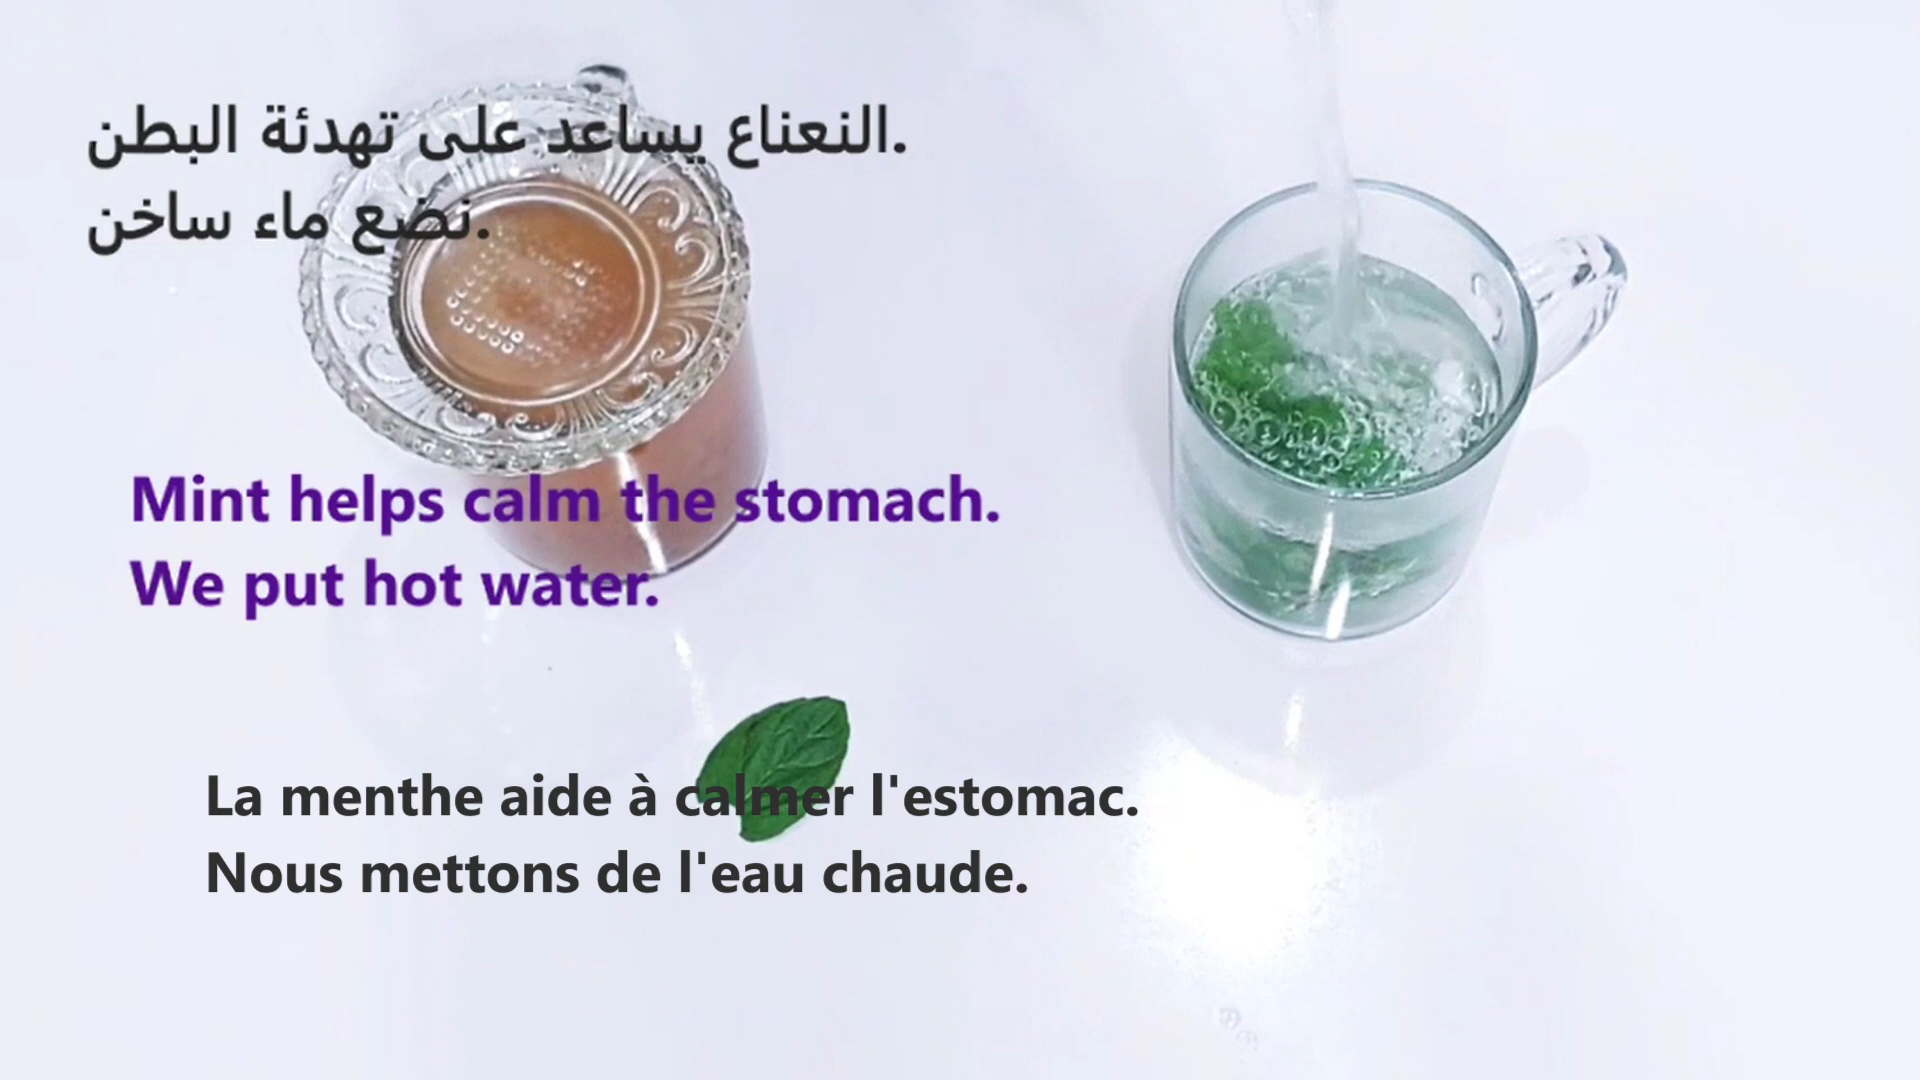 النعناع يساعد على تهدئة البطن.
نضع ماء ساخن.
Mint helps calm the stomach.
We put hot water.
La menthe aide à calmer l'estomac.
Nous mettons de l'eau chaude.